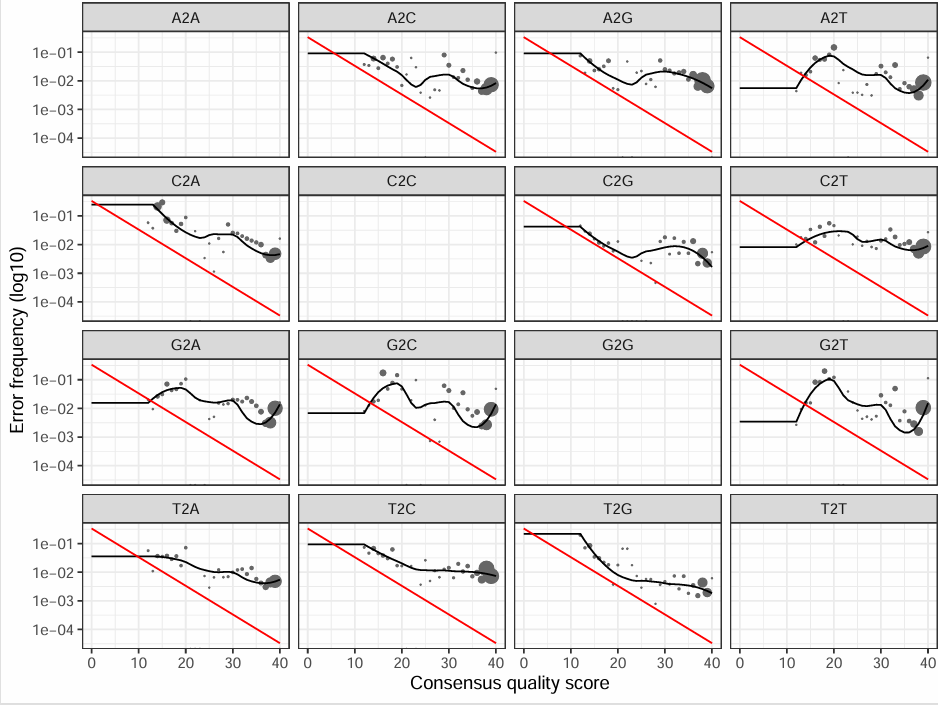 A2A A2C A2G A2T
1e−01
1e−02
1e−03
1e−04
C2A C2C C2G C2T
1e−01
1e−02
1e−03
1e−04
G2A G2C G2G G2T
1e−01
1e−02
1e−03
1e−04
T2A T2C T2G T2T
1e−01
1e−02
1e−03
1e−04
Error frequency (log10)
0 10 20 30 40 0 10 20 30 40 0 10 20 30 40 0 10 20 30 40
Consensus quality score